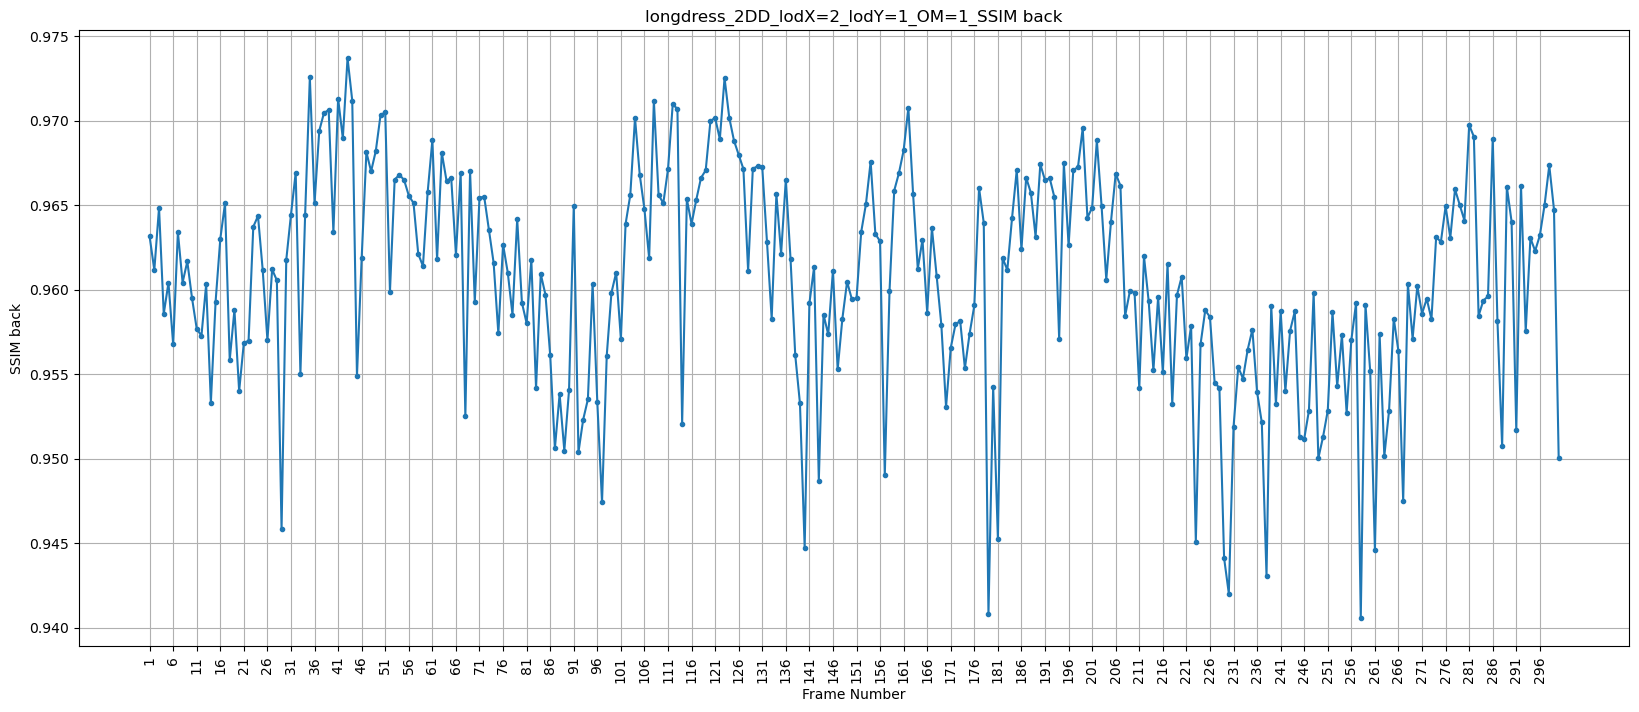 longdress_2DD_lodX=2_lodY=1_OM=1_SSIM back
0.975
0.970
0.965
0.960
0.955
0.950
0.945
0.940
SSIM back
1 6 11 16 21 26 31 36 41 46 51 56 61 66 71 76 81 86 91 96 101 106 111 116 121 126 131 136 141 146 151 156 161 166 171 176 181 186 191 196 201 206 211 216 221 226 231 236 241 246 251 256 261 266 271 276 281 286 291 296
Frame Number